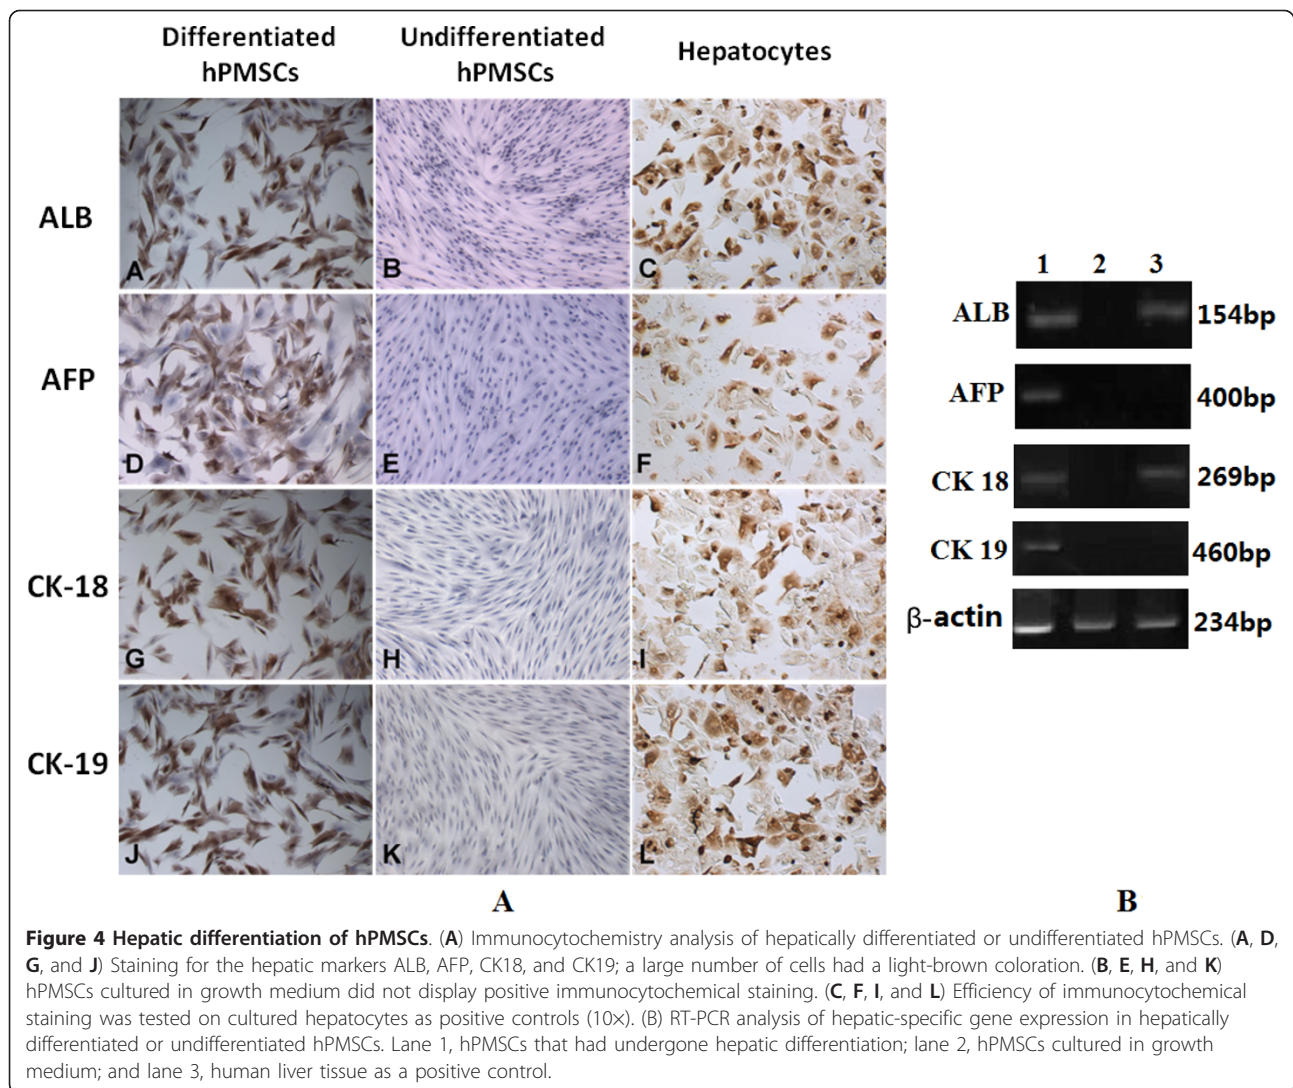 Differentiated hPMSCs
Undifferentiated hPMSCs
Hepatocytes
ALB
A
B
C
AFP
D
E
F
CK-18
G
H
I
CK-19
J
K
L
A
1 2 3
ALB 154bp
AFP 400bp
CK 18 269bp
CK 19 460bp
β-actin 234bp
B
Figure 4 Hepatic differentiation of hPMSCs. (A) Immunocytochemistry analysis of hepatically differentiated or undifferentiated hPMSCs. (A, D,
G, and J) Staining for the hepatic markers ALB, AFP, CK18, and CK19; a large number of cells had a light-brown coloration. (B, E, H, and K)
hPMSCs cultured in growth medium did not display positive immunocytochemical staining. (C, F, I, and L) Efficiency of immunocytochemical
staining was tested on cultured hepatocytes as positive controls (10×). (B) RT-PCR analysis of hepatic-specific gene expression in hepatically
differentiated or undifferentiated hPMSCs. Lane 1, hPMSCs that had undergone hepatic differentiation; lane 2, hPMSCs cultured in growth
medium; and lane 3, human liver tissue as a positive control.